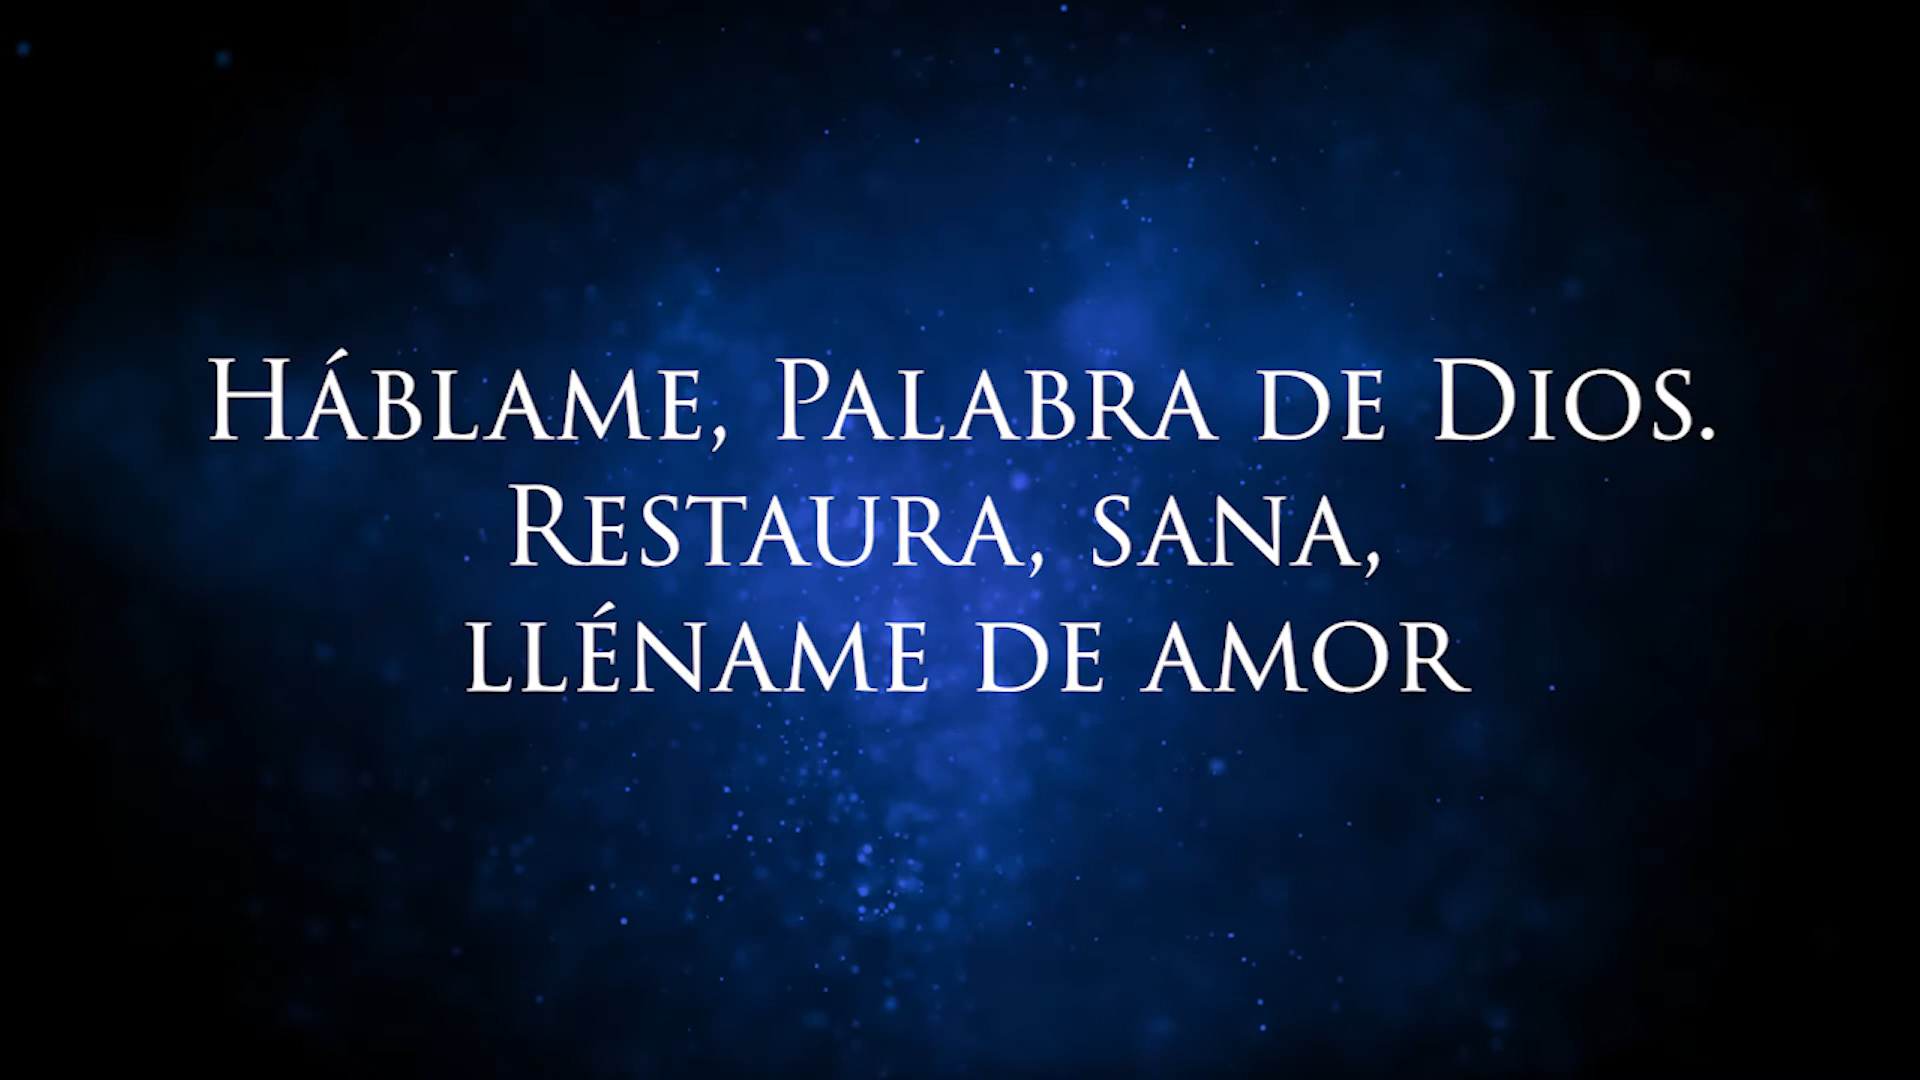 Háblame, Palabra de Dios.
Restaura, sana,
lléname de amor